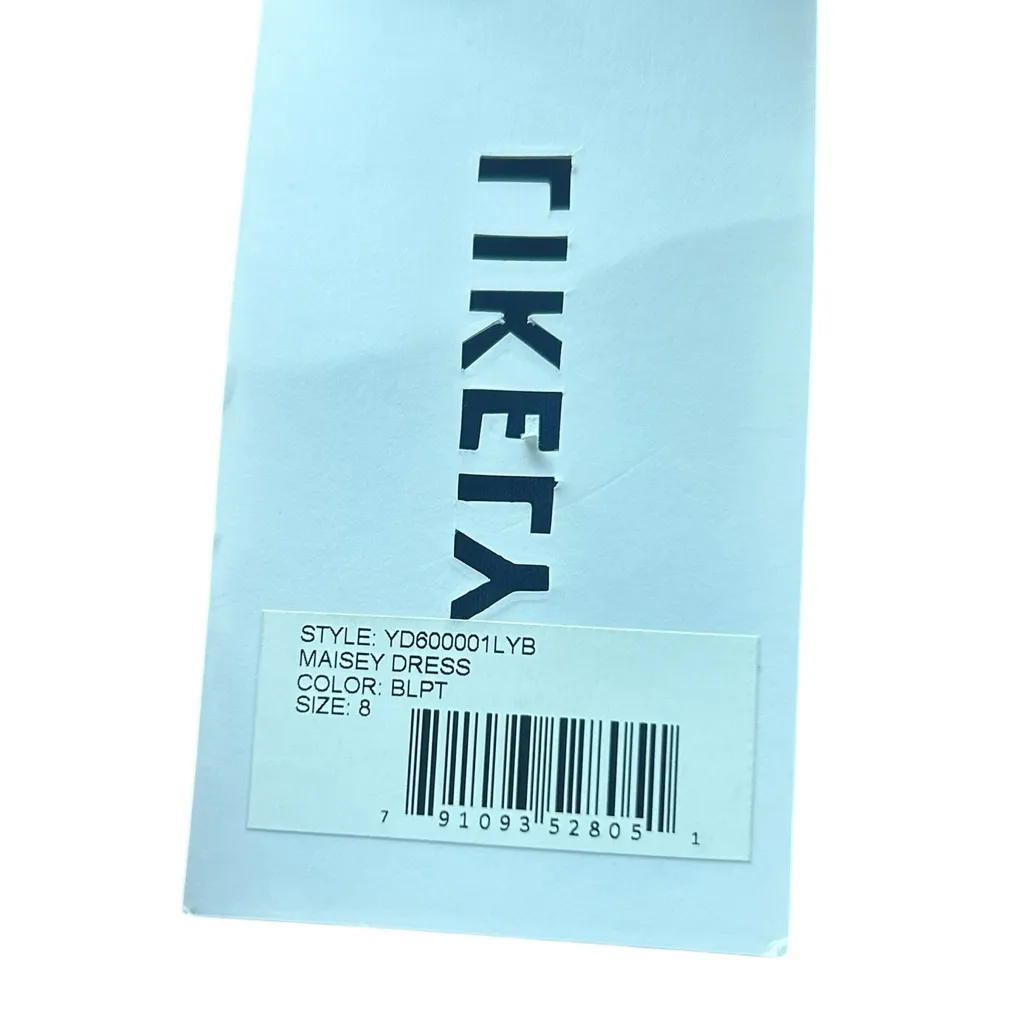 LIKELY
STYLE: YD600001LYB
MAISEY DRESS
COLOR: BLPT
SIZE: 8
7 91093 52805 1